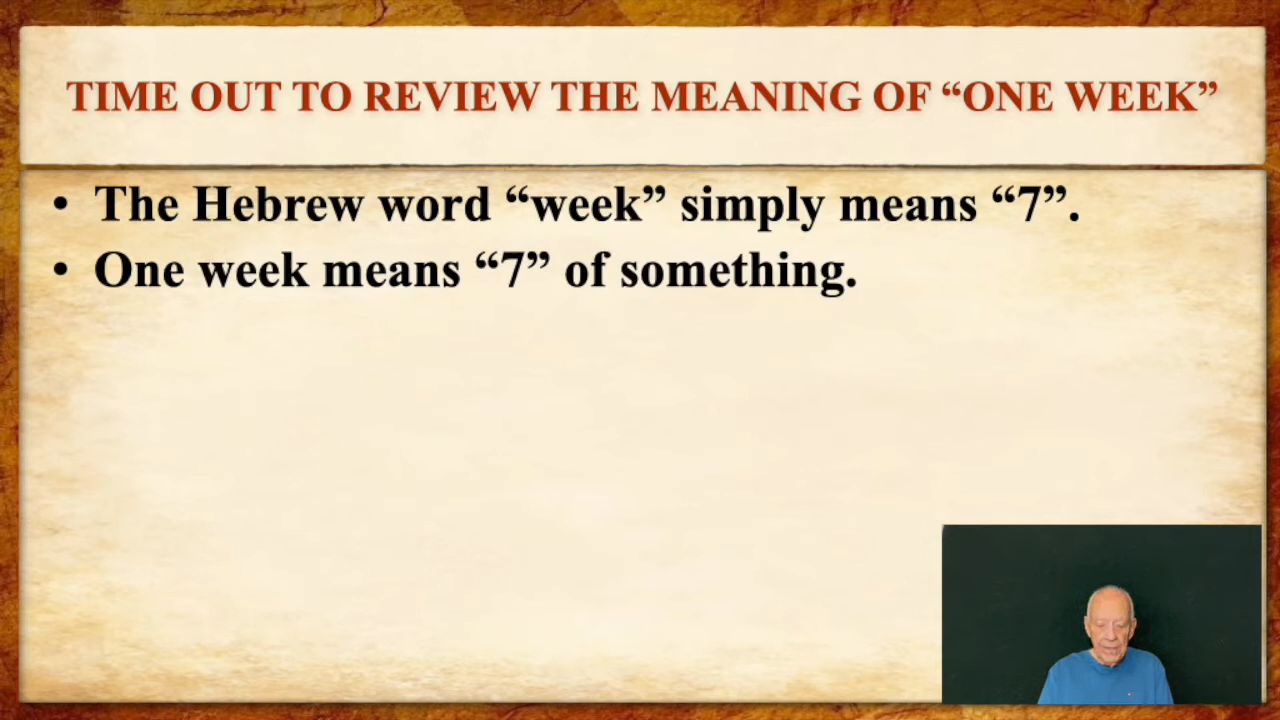 TIME OUT TO REVIEW THE MEANING OF “ONE WEEK”
• The Hebrew word “week” simply means “7”.
• One week means “7” of something.